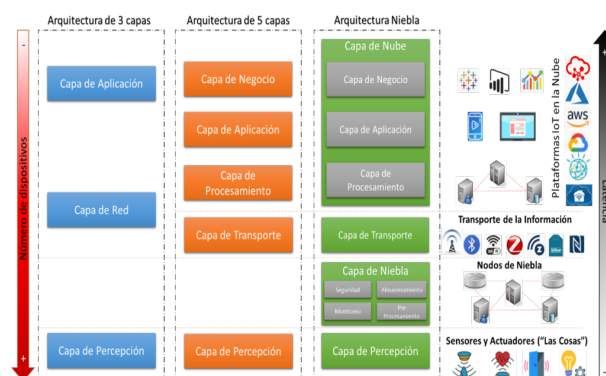 Arquitectura de 3 capas
Arquitectura de 5 capas
Arquitectura Niebla
-
Número de dispositivos
+
Capa de Aplicación
Capa de Red
Capa de Percepción
Capa de Negocio
Capa de Aplicación
Capa de
Procesamiento
Capa de Transporte
Capa de Percepción
Capa de Nube
Capa de Negocio
Capa de Aplicación
Capa de
Procesamiento
Capa de Transporte
Capa de Niebla
Seguridad
Almacenamiento
Monitoreo
Pre
Procesamiento
Capa de Percepción
Plataformas IoT en la Nube
aws
Transporte de la Información
Nodos de Niebla
Sensores y Actuadores ("Las Cosas")
+
Latencia
-